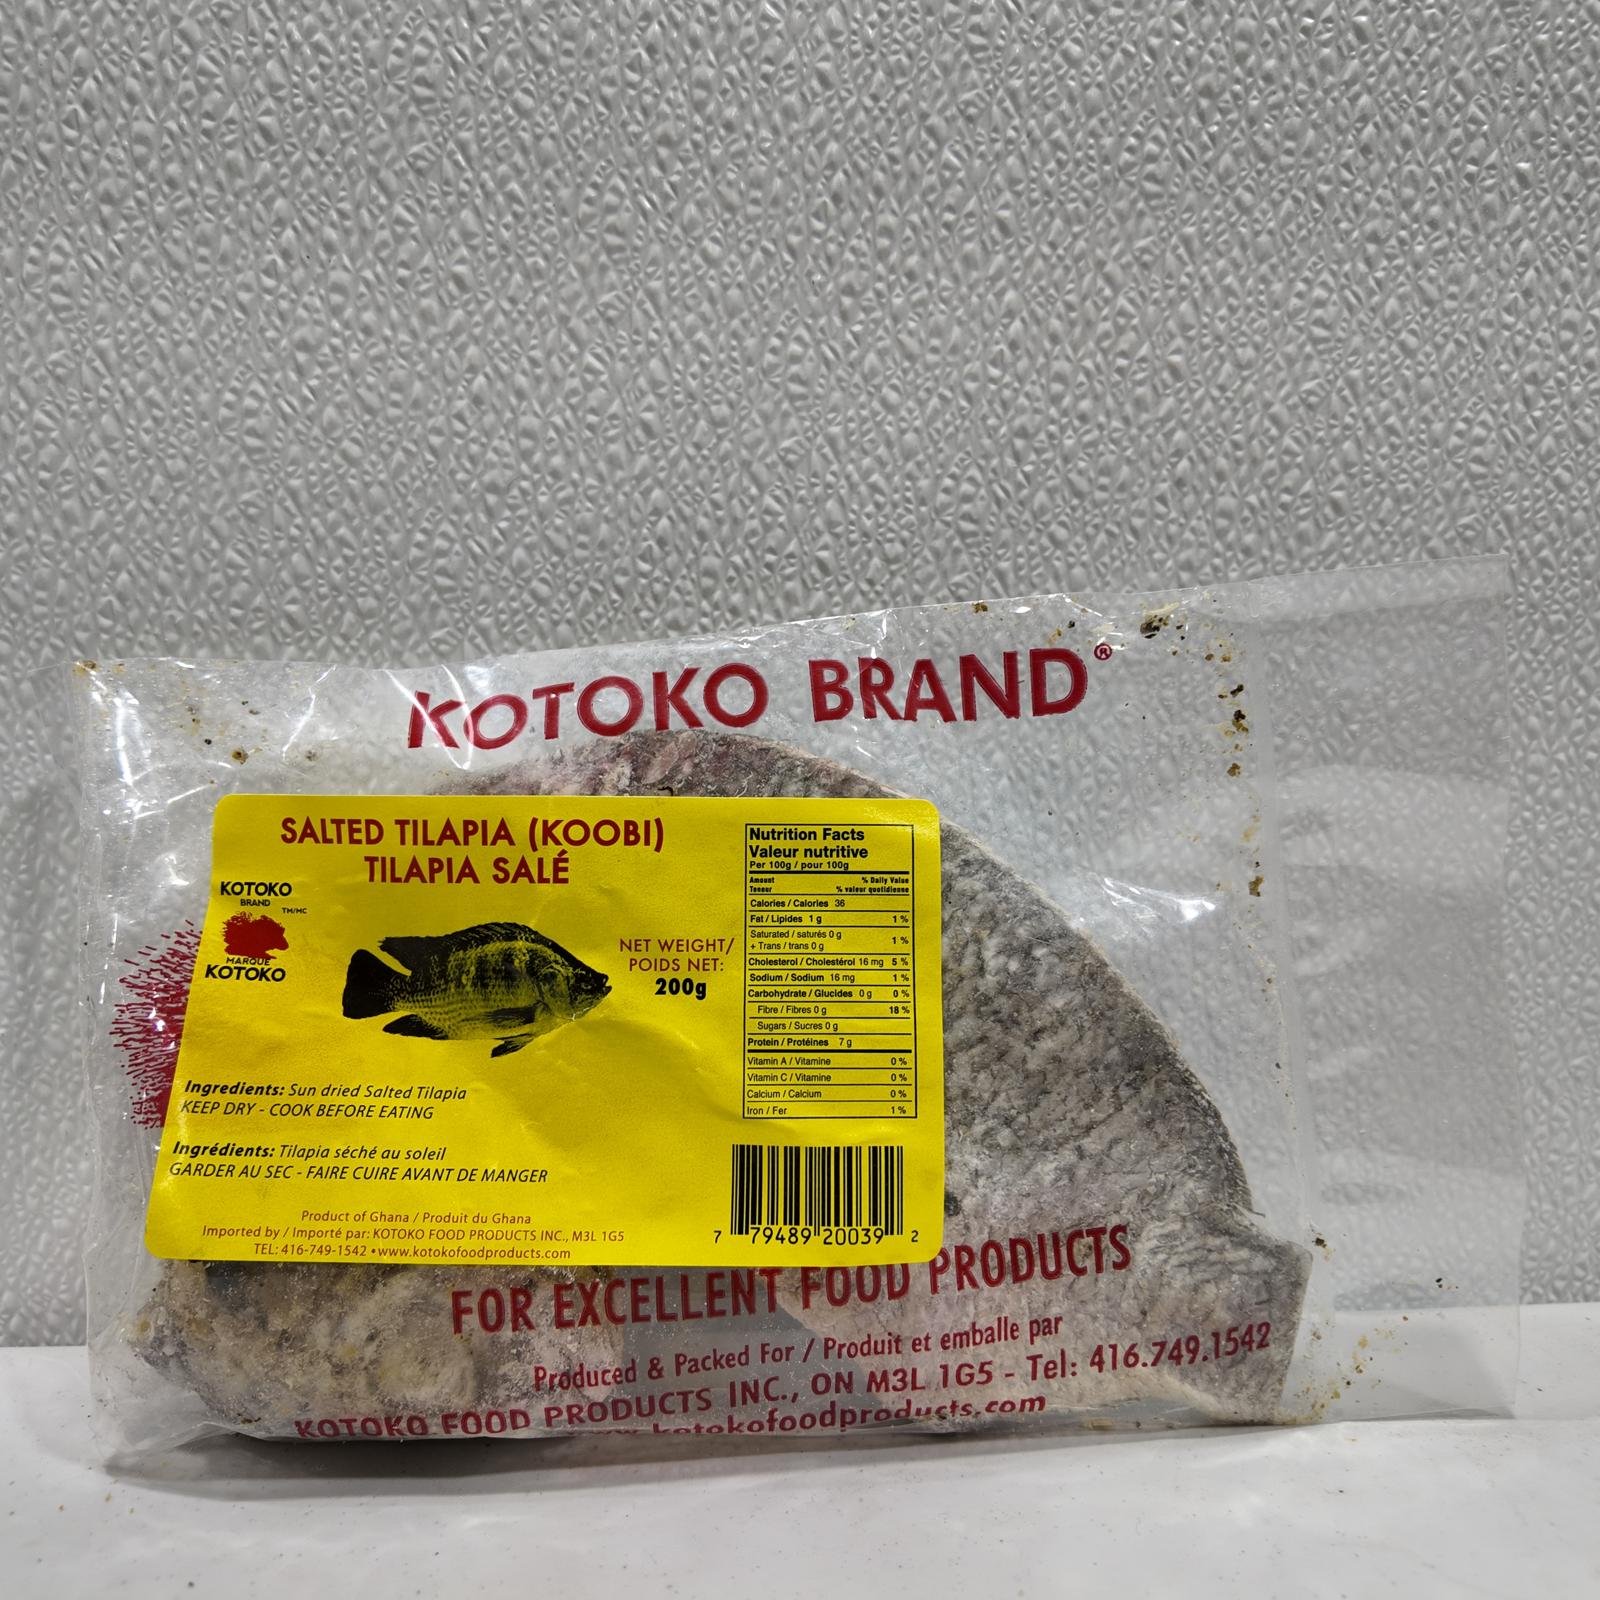 KOTOKO BRAND®
SALTED TILAPIA (KOOBI)
TILAPIA SALÉ
KOTOKO
BRAND
TM/MC
MARQUE
KOTOKO
NET WEIGHT/
POIDS NET:
200g
Nutrition Facts
Valeur nutritive
Per 100g / pour 100g
Amount % Daily Value
Teneur % valeur quotidienne
Calories / Calories 36
Fat / Lipides 1 g 1 %
Saturated / saturés 0 g
+ Trans / trans 0 g 1 %
Cholesterol / Cholestérol 16 mg 5 %
Sodium / Sodium 16 mg 1 %
Carbohydrate / Glucides 0 g 0 %
Fibre / Fibres 0 g 18 %
Sugars / Sucres 0 g
Protein / Protéines 7 g
Vitamin A / Vitamine 0 %
Vitamin C / Vitamine 0 %
Calcium / Calcium 0 %
Iron / Fer 1 %
Ingredients: Sun dried Salted Tilapia
KEEP DRY - COOK BEFORE EATING
Ingrédients: Tilapia séché au soleil
GARDER AU SEC - FAIRE CUIRE AVANT DE MANGER
Product of Ghana / Produit du Ghana
Imported by / Importé par: KOTOKO FOOD PRODUCTS INC., M3L 1G5
TEL: 416-749-1542 • www.kotokofoodproducts.com
7 79489 20039 2
FOR EXCELLENT FOOD PRODUCTS
Produced & Packed For / Produit et emballe par
KOTOKO FOOD PRODUCTS INC., ON M3L 1G5 - Tel: 416.749.1542
www.kotokofoodproducts.com